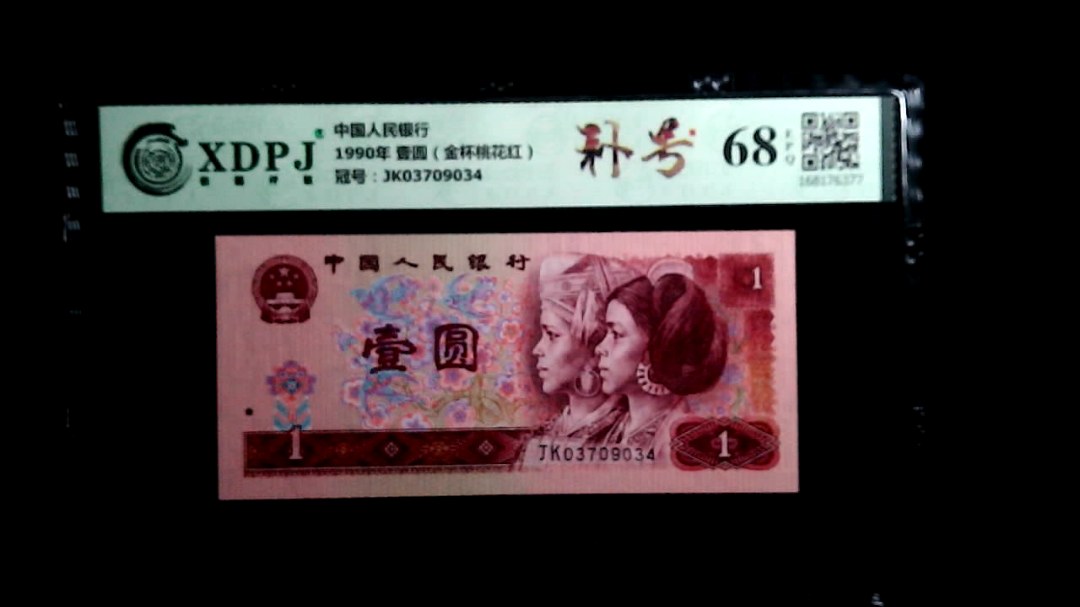 XDPJ
中国人民银行
1990年 壹圆（金杯桃花红）
冠号：JK03709034
补号
68
EPQ
168176377
中国人民银行
1
壹圆
1
JK03709034
1